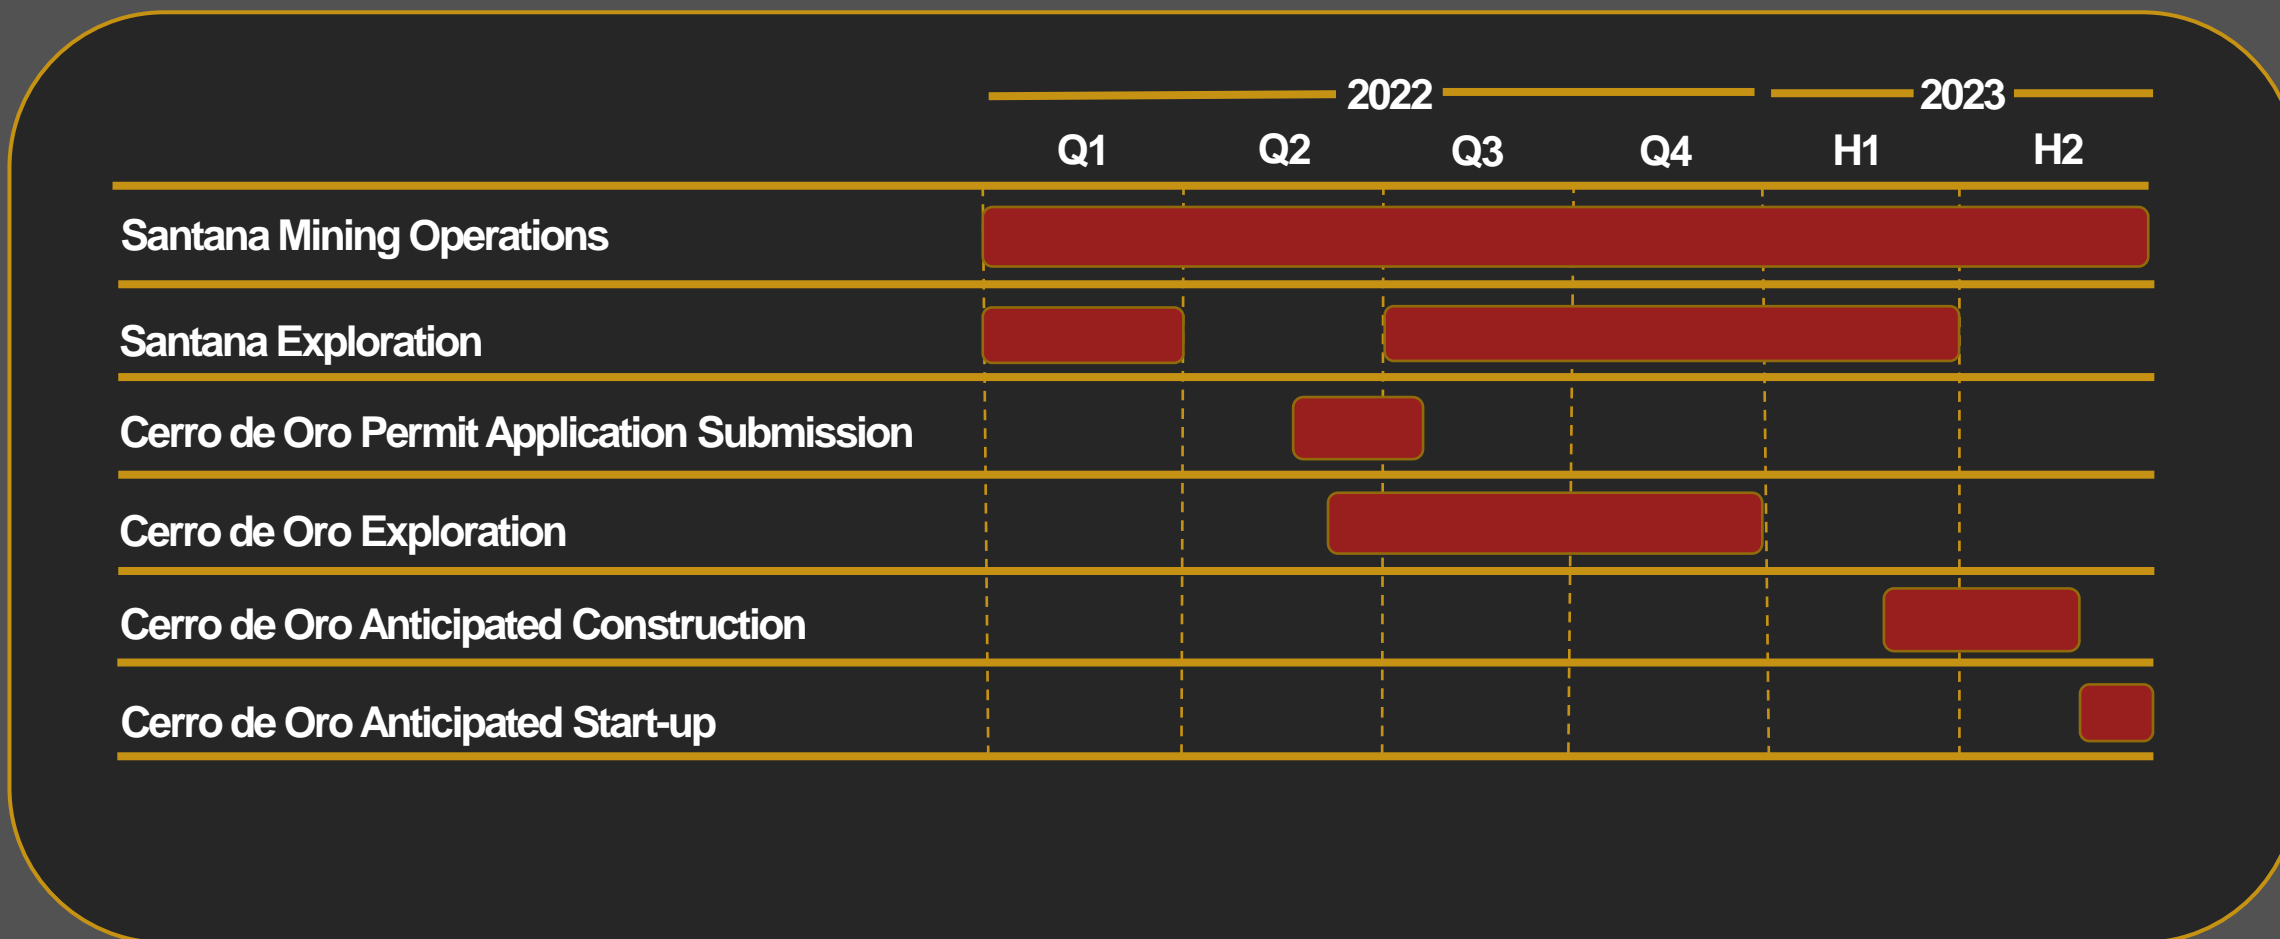 2022 2023
Q1 Q2 Q3 Q4 H1 H2
Santana Mining Operations
Santana Exploration
Cerro de Oro Permit Application Submission
Cerro de Oro Exploration
Cerro de Oro Anticipated Construction
Cerro de Oro Anticipated Start-up